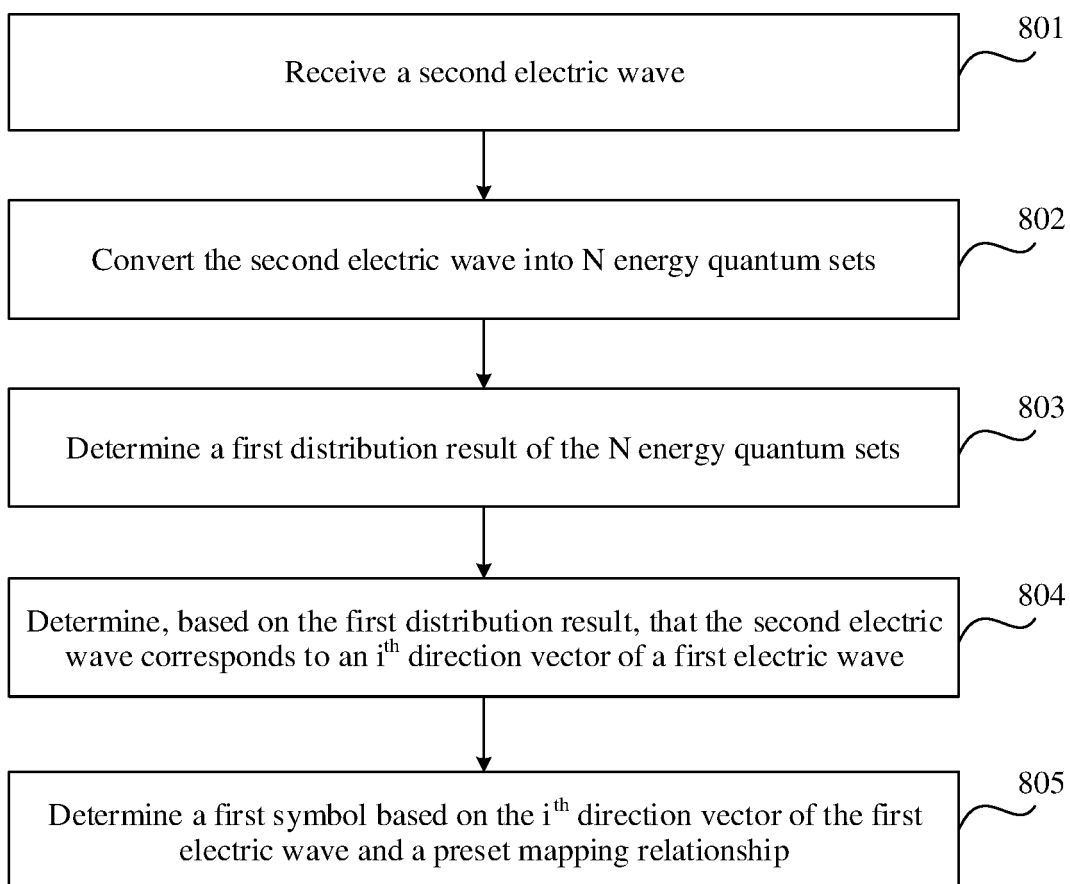 801
Receive a second electric wave
802
Convert the second electric wave into N energy quantum sets
803
Determine a first distribution result of the N energy quantum sets
804
Determine, based on the first distribution result, that the second electric
wave corresponds to an i^th direction vector of a first electric wave
805
Determine a first symbol based on the i^th direction vector of the first
electric wave and a preset mapping relationship